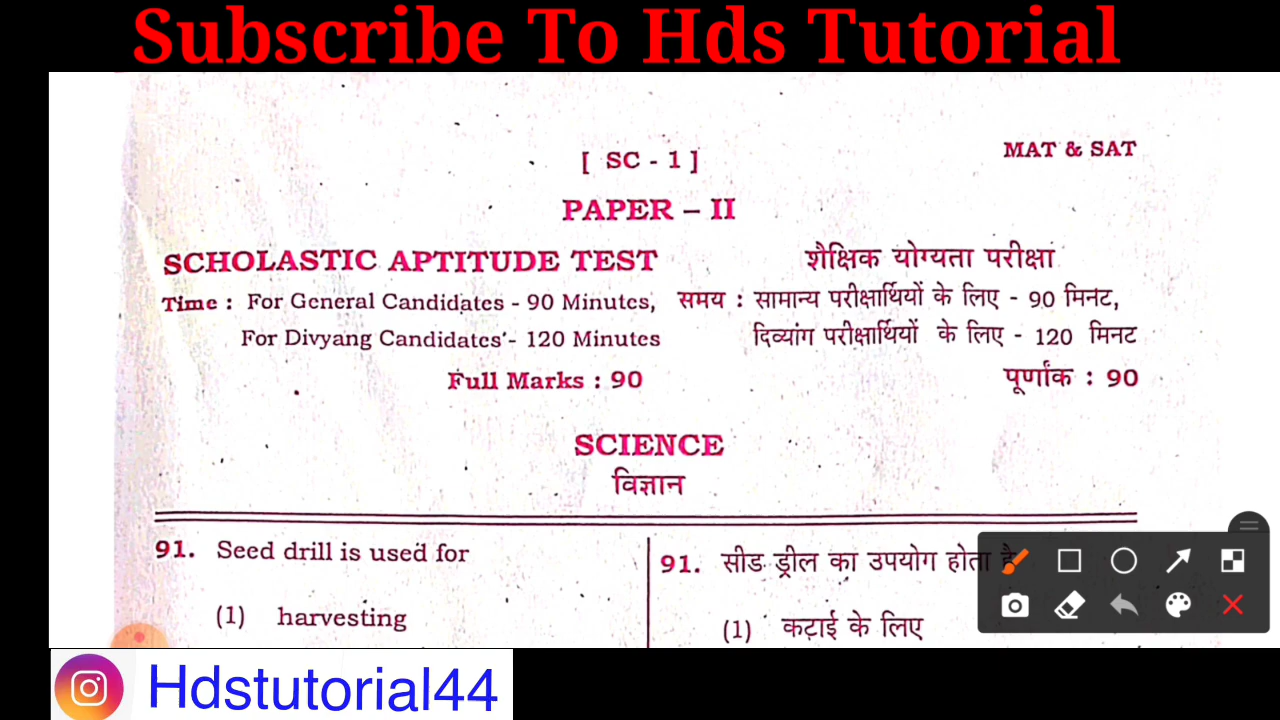 Subscribe To Hds Tutorial
[ SC - 1 ]
MAT & SAT
PAPER – II
SCHOLASTIC APTITUDE TEST
शैक्षिक योग्यता परीक्षा
Time : For General Candidates - 90 Minutes,
समय : सामान्य परीक्षार्थियों के लिए - 90 मिनट,
For Divyang Candidates - 120 Minutes
दिव्यांग परीक्षार्थियों के लिए - 120 मिनट
Full Marks : 90
पूर्णांक : 90
SCIENCE
विज्ञान
91. Seed drill is used for
(1) harvesting
91. सीड ड्रील का उपयोग होता है
(1) कटाई के लिए
Hdstutorial44